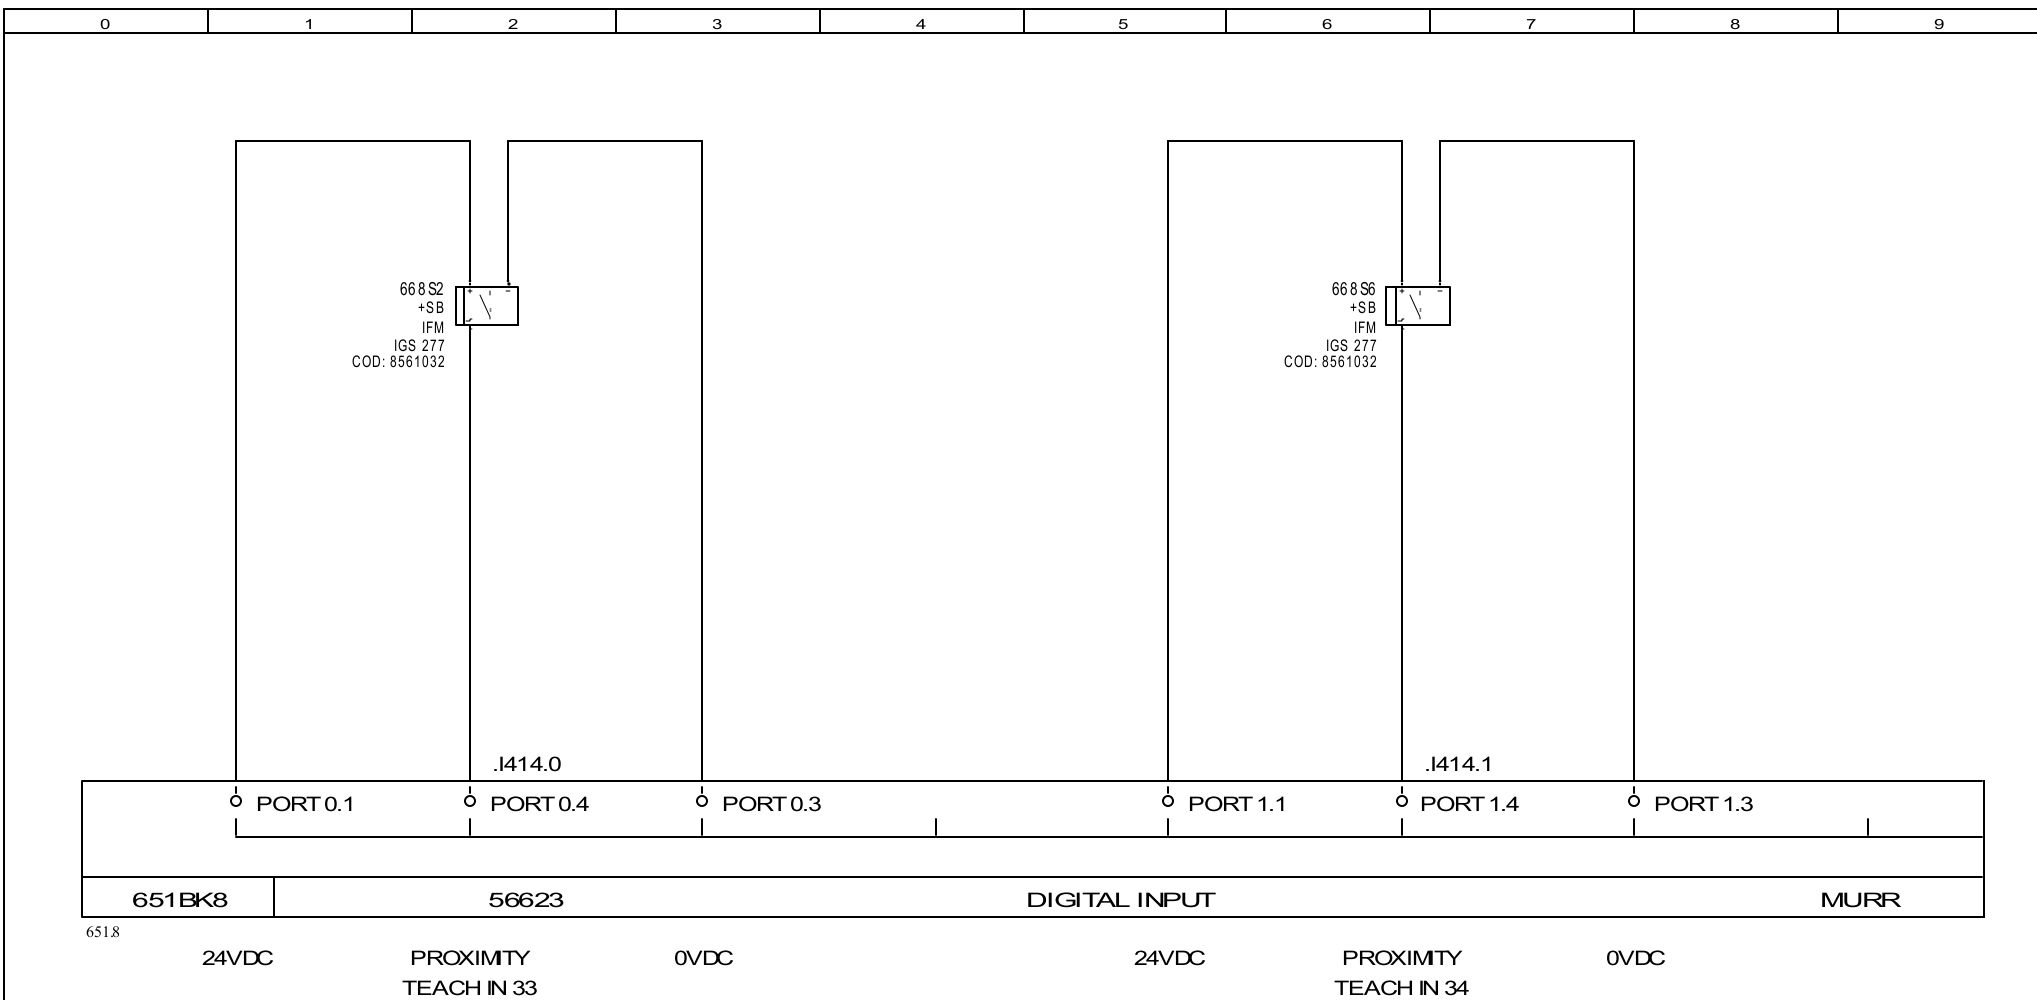 0 1 2 3 4 5 6 7 8 9
668S2
+SB
IFM
IGS 277
COD: 8561032
668S6
+SB
IFM
IGS 277
COD: 8561032
.I414.0 .I414.1
PORT 0.1 PORT 0.4 PORT 0.3 PORT 1.1 PORT 1.4 PORT 1.3
651BK8 56623 DIGITAL INPUT MURR
651.8
24VDC PROXIMITY 0VDC 24VDC PROXIMITY 0VDC
TEACH IN 33 TEACH IN 34